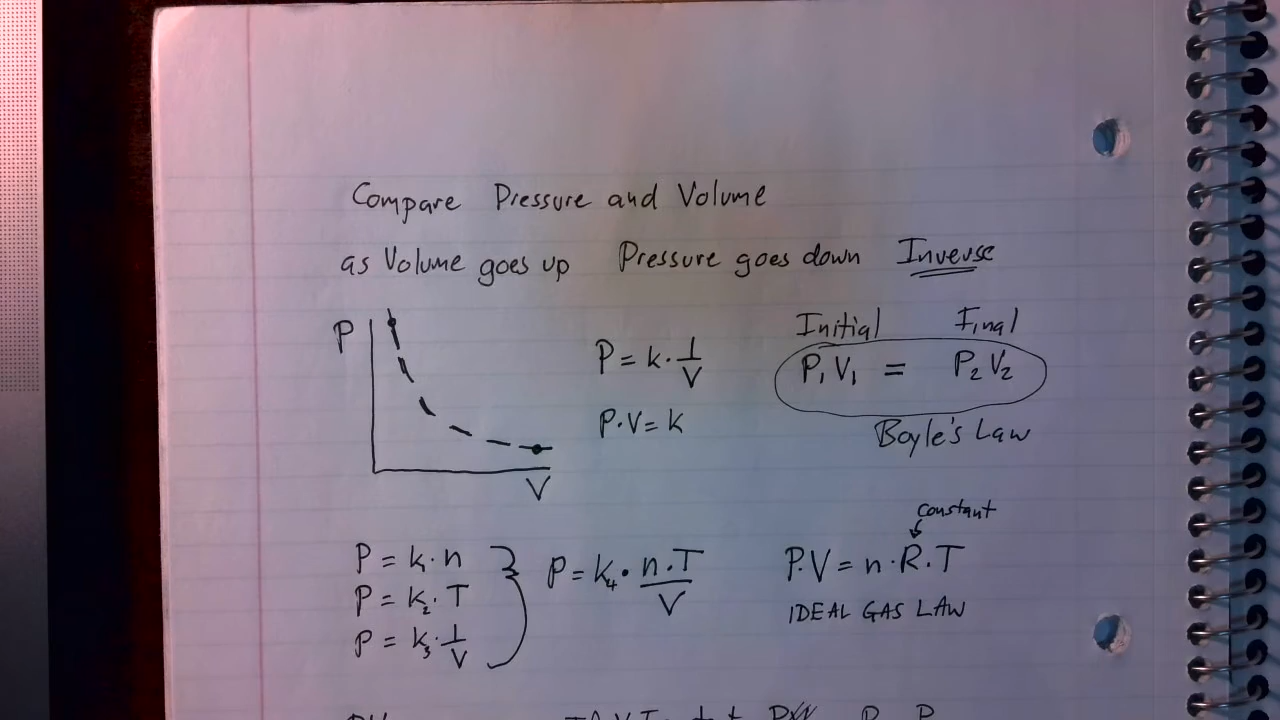 Compare Pressure and Volume
as Volume goes up Pressure goes down Inverse
P
V
P = k · 1/V
P·V = k
Initial Final
P₁V₁ = P₂V₂
Boyle's Law
P = k₁·n
P = k₂·T
P = k₃·1/V
P = k₄· n·T/V
constant
P·V = n·R·T
IDEAL GAS LAW